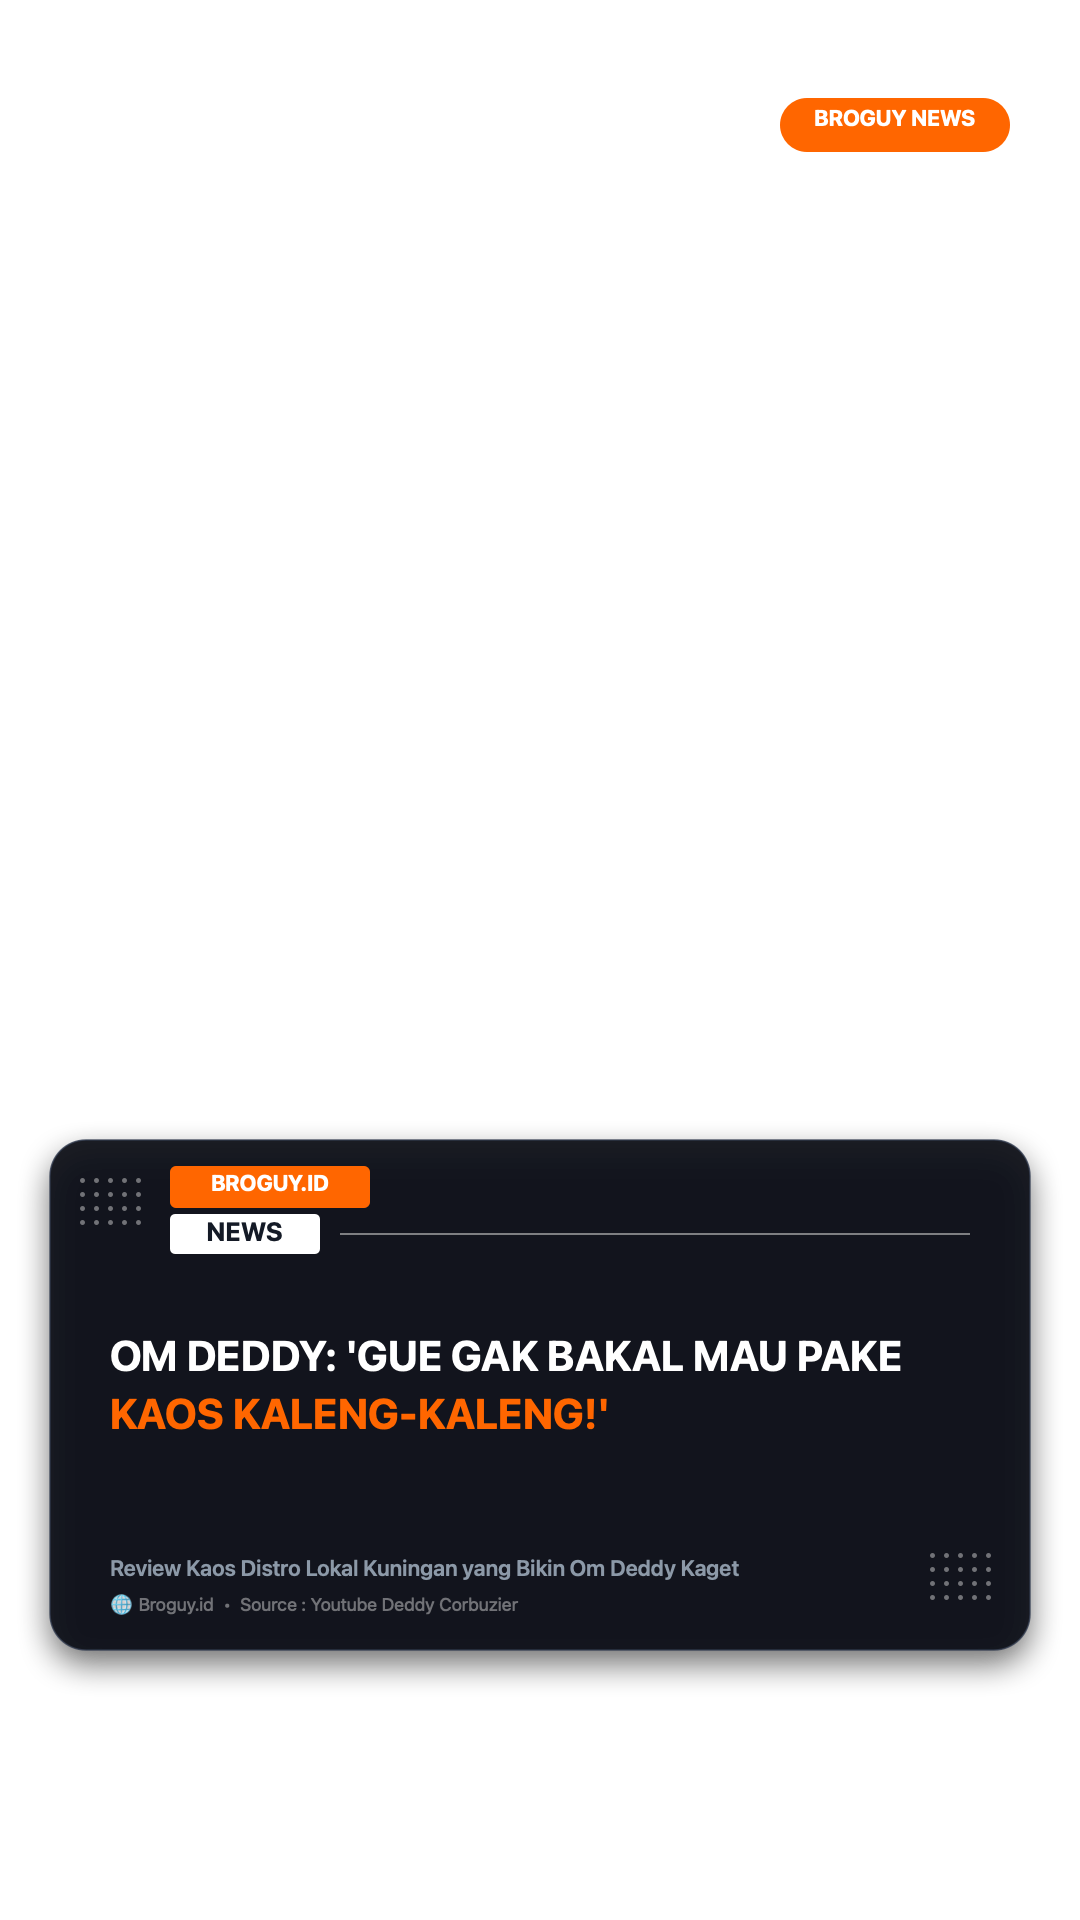 BROGUY NEWS
BROGUY.ID
NEWS
OM DEDDY: 'GUE GAK BAKAL MAU PAKE
KAOS KALENG-KALENG!'
Review Kaos Distro Lokal Kuningan yang Bikin Om Deddy Kaget
🌐 Broguy.id • Source : Youtube Deddy Corbuzier